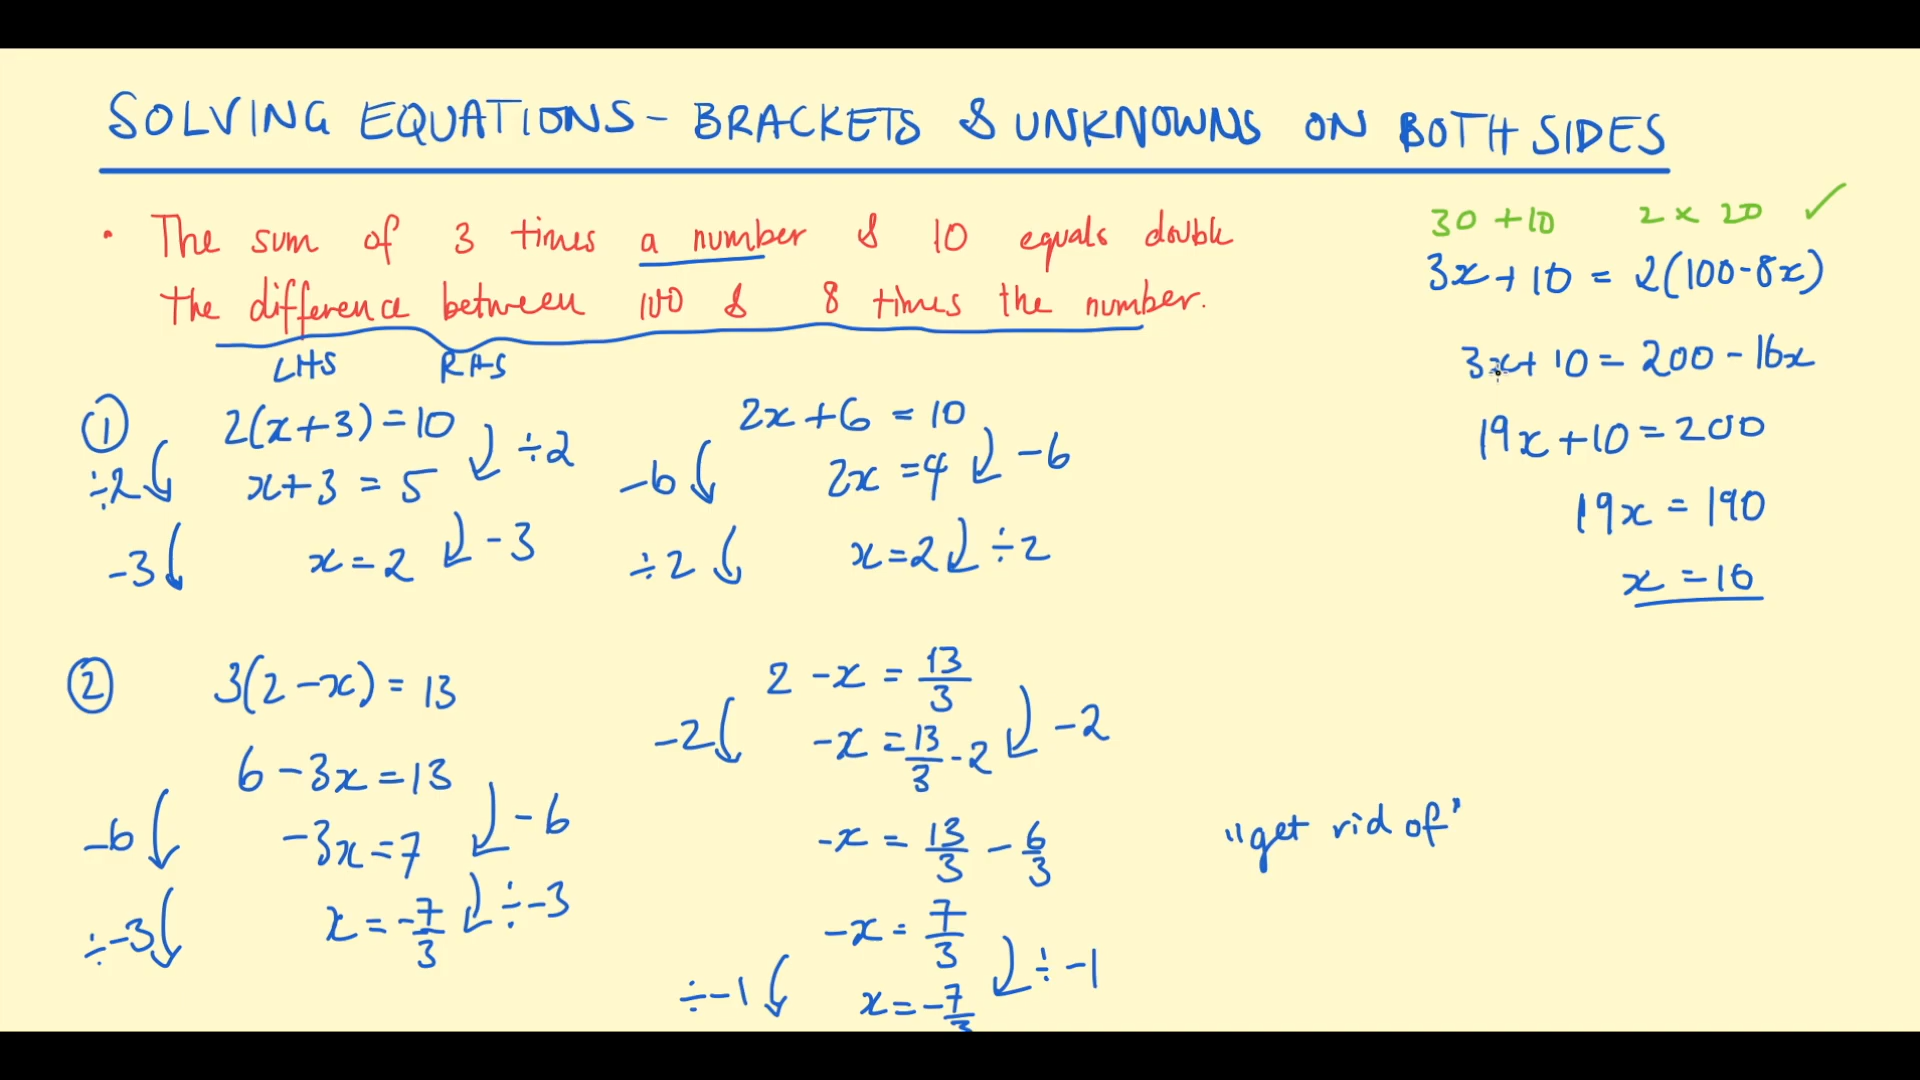 SOLVING EQUATIONS - BRACKETS & UNKNOWNS ON BOTH SIDES
• The sum of 3 times a number & 10 equals double
the difference between 100 & 8 times the number.
30 + 10 2 x 20 ✓
3x + 10 = 2(100-8x)
3x + 10 = 200 - 16x
19x + 10 = 200
19x = 190
x = 10
LHS RHS
① 2(x+3) = 10
÷2 x+3 = 5 ÷2
-3 x = 2 -3
2x + 6 = 10
-6 2x = 4 -6
÷2 x = 2 ÷2
② 3(2-x) = 13
6 - 3x = 13
-6 -3x = 7 -6
÷-3 x = -7/3 ÷-3
2 - x = 13/3
-2 -x = 13/3 - 2 -2
-x = 13/3 - 6/3
-x = 7/3
÷-1 x = -7/3 ÷-1
"get rid of"